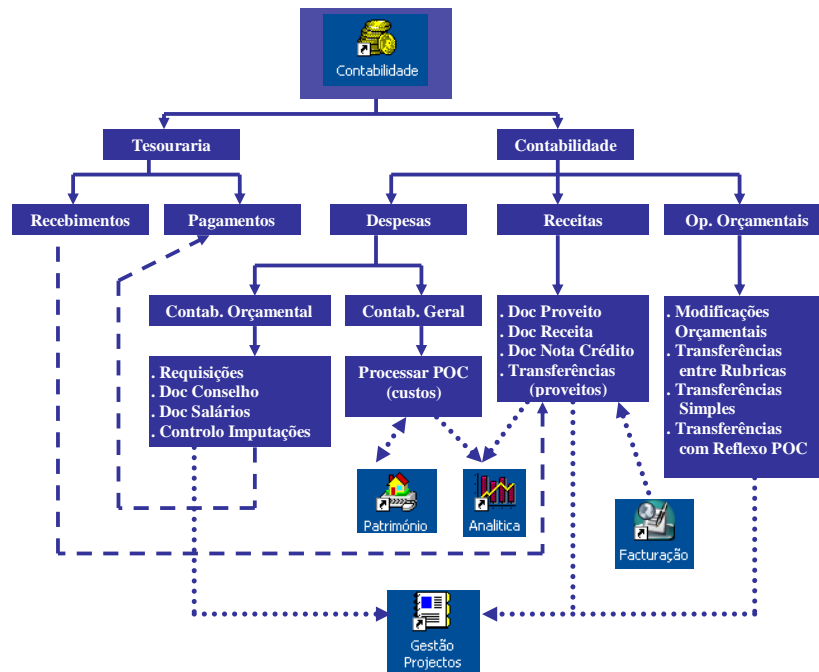 Contabilidade
Tesouraria
Contabilidade
Recebimentos
Pagamentos
Despesas
Receitas
Op. Orçamentais
Contab. Orçamental
Contab. Geral
. Requisições
. Doc Conselho
. Doc Salários
. Controlo Imputações
Processar POC
(custos)
. Doc Proveito
. Doc Receita
. Doc Nota Crédito
. Transferências
(proveitos)
. Modificações
Orçamentais
. Transferências
entre Rubricas
. Transferências
Simples
. Transferências
com Reflexo POC
Património
Analitica
Facturação
Gestão
Projectos